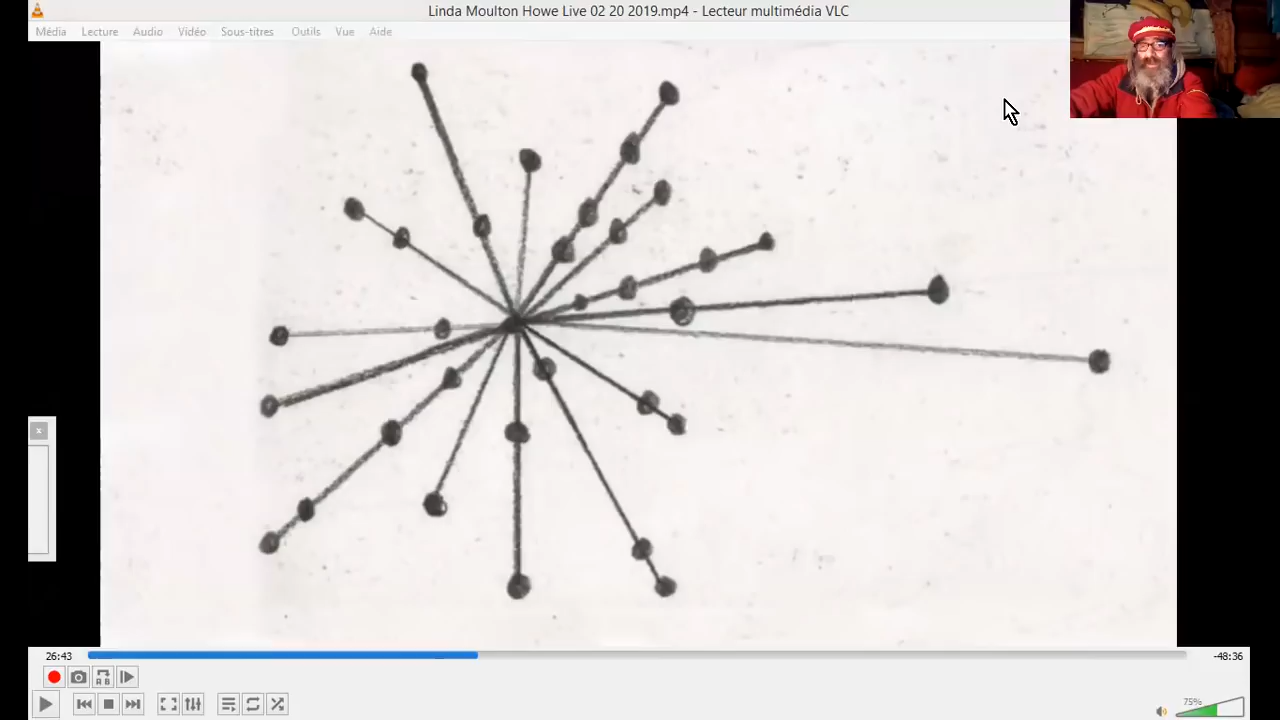 Linda Moulton Howe Live 02 20 2019.mp4 - Lecteur multimédia VLC
Média Lecture Audio Vidéo Sous-titres Outils Vue Aide
x
26:43 -48:36
A B
75%